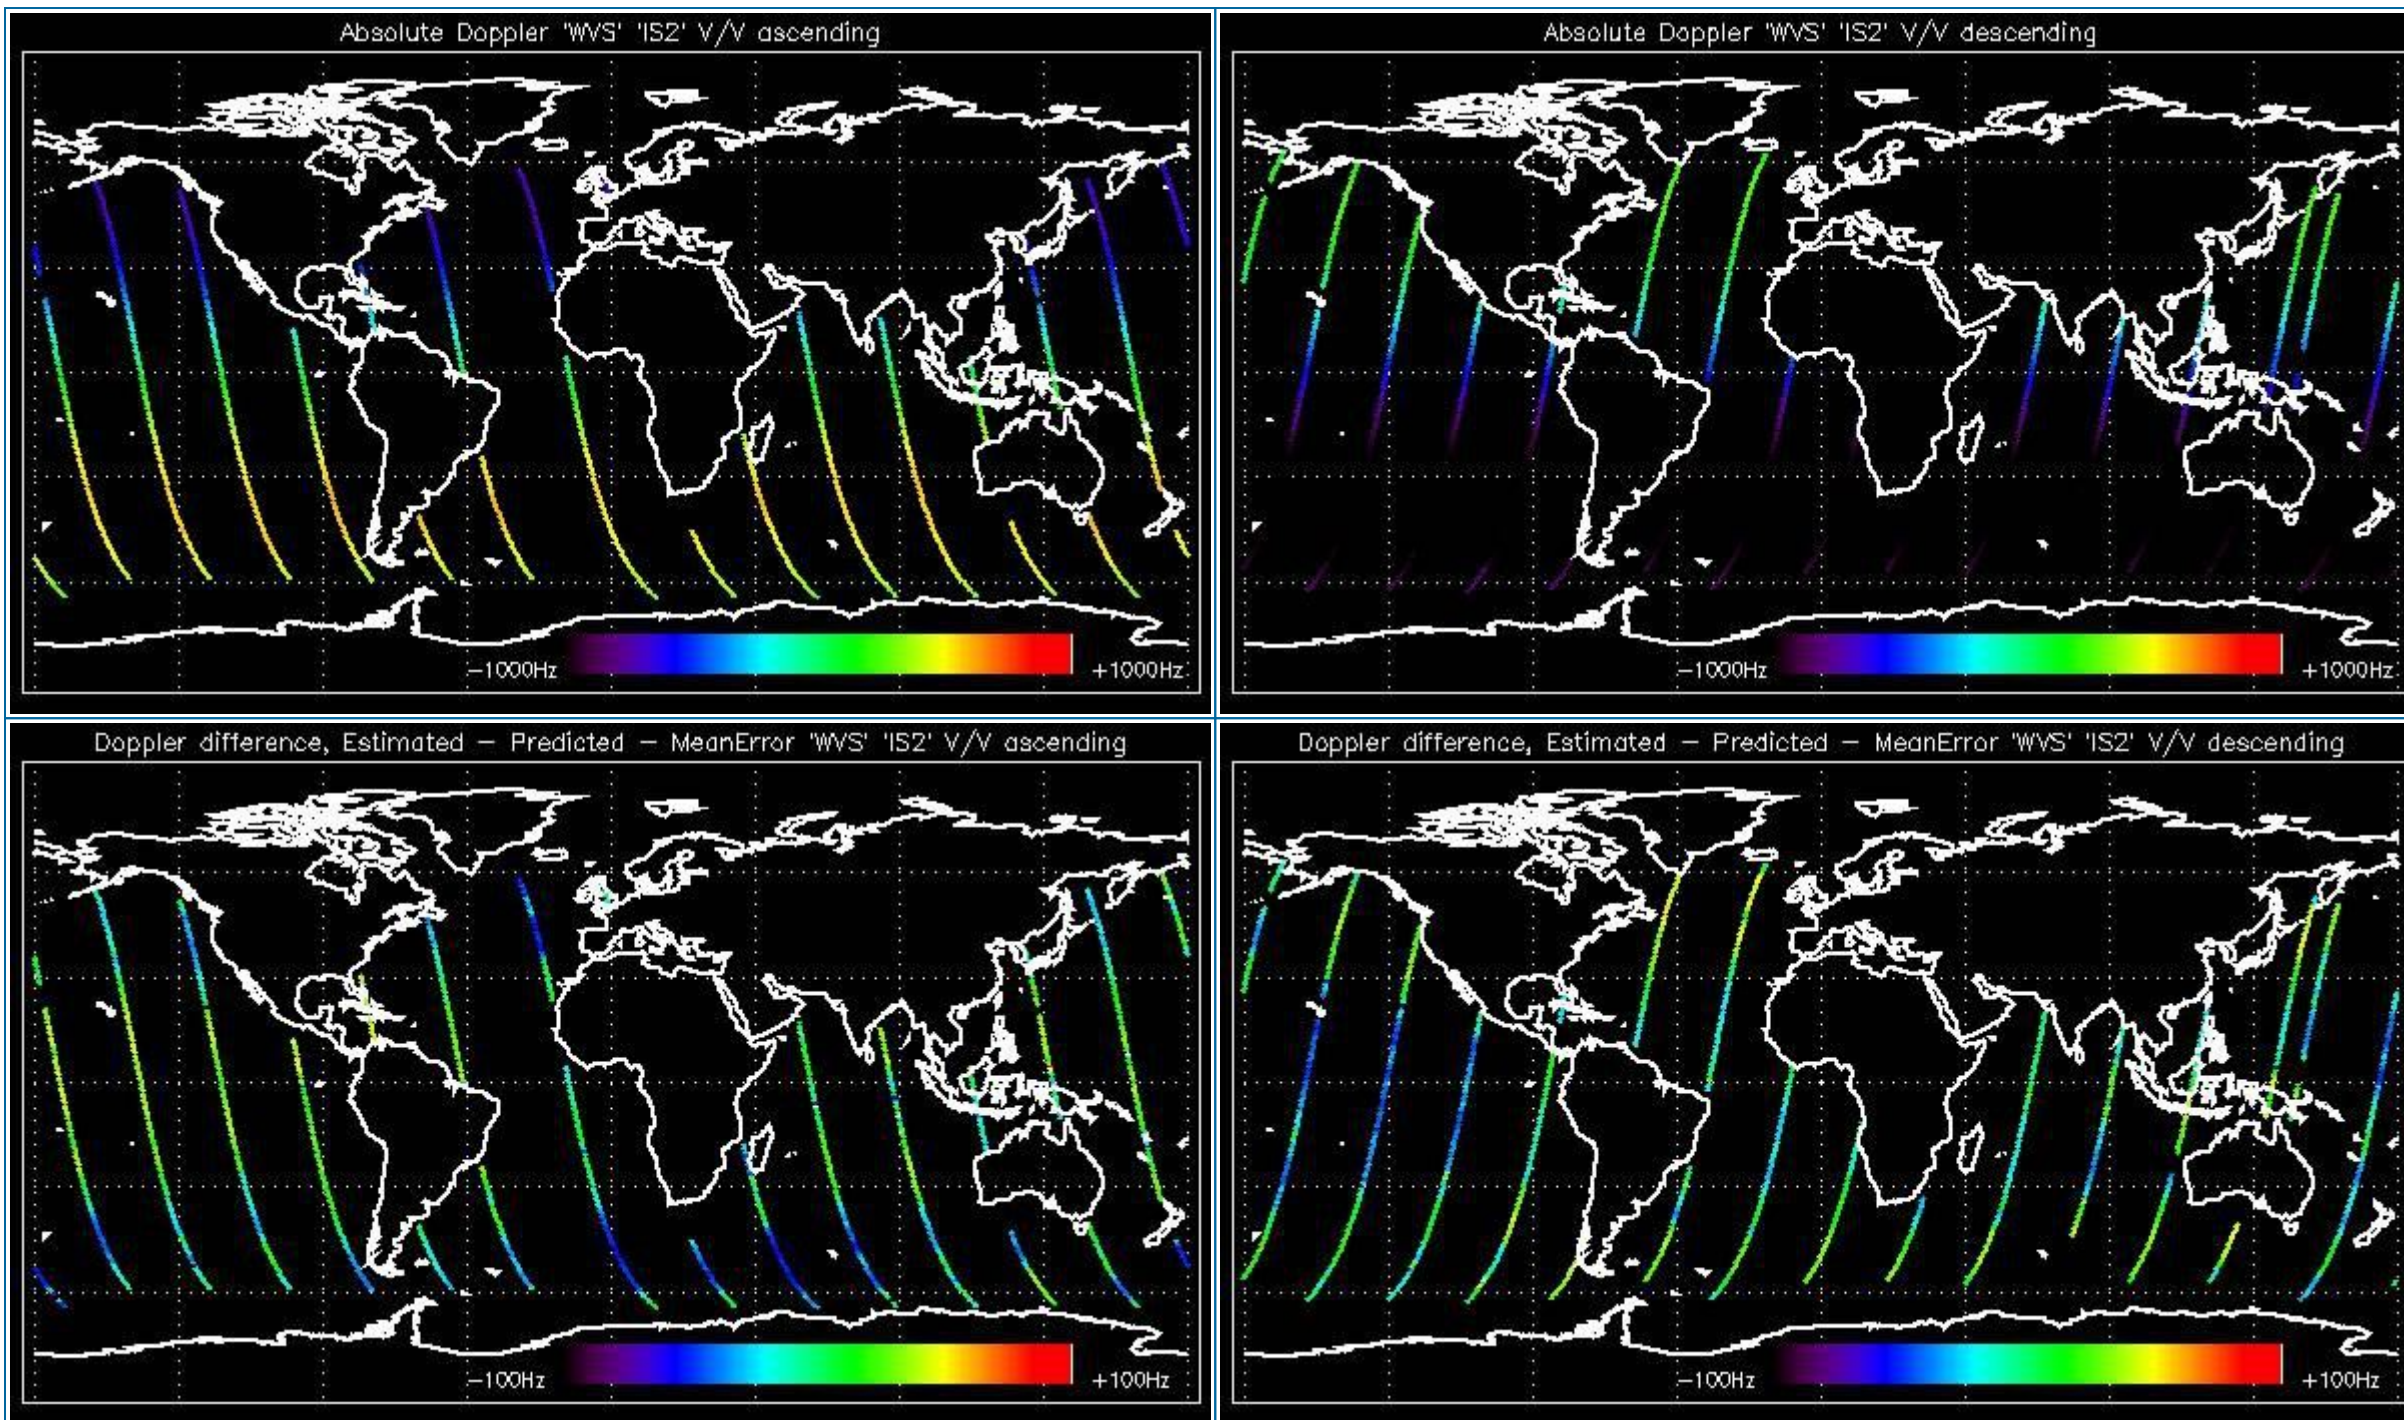 Absolute Doppler 'WVS' 'IS2' V/V ascending
-1000Hz
+1000Hz
Absolute Doppler 'WVS' 'IS2' V/V descending
-1000Hz
+1000Hz
Doppler difference, Estimated - Predicted - MeanError 'WVS' 'IS2' V/V ascending
-100Hz
+100Hz
Doppler difference, Estimated - Predicted - MeanError 'WVS' 'IS2' V/V descending
-100Hz
+100Hz